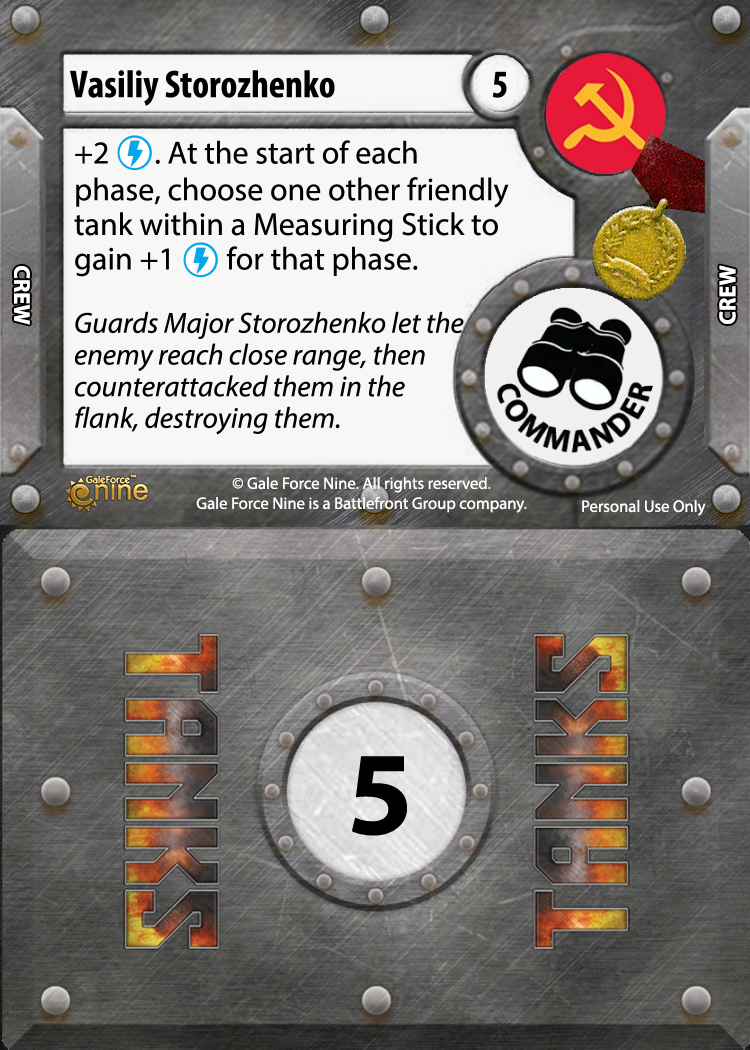 Vasiliy Storozhenko
5
+2 . At the start of each
phase, choose one other friendly
tank within a Measuring Stick to
gain +1 for that phase.
Guards Major Storozhenko let the
enemy reach close range, then
counterattacked them in the
flank, destroying them.
CREW
CREW
COMMANDER
GaleForce™
nine
© Gale Force Nine. All rights reserved.
Gale Force Nine is a Battlefront Group company.
Personal Use Only
TANKS
5
TANKS